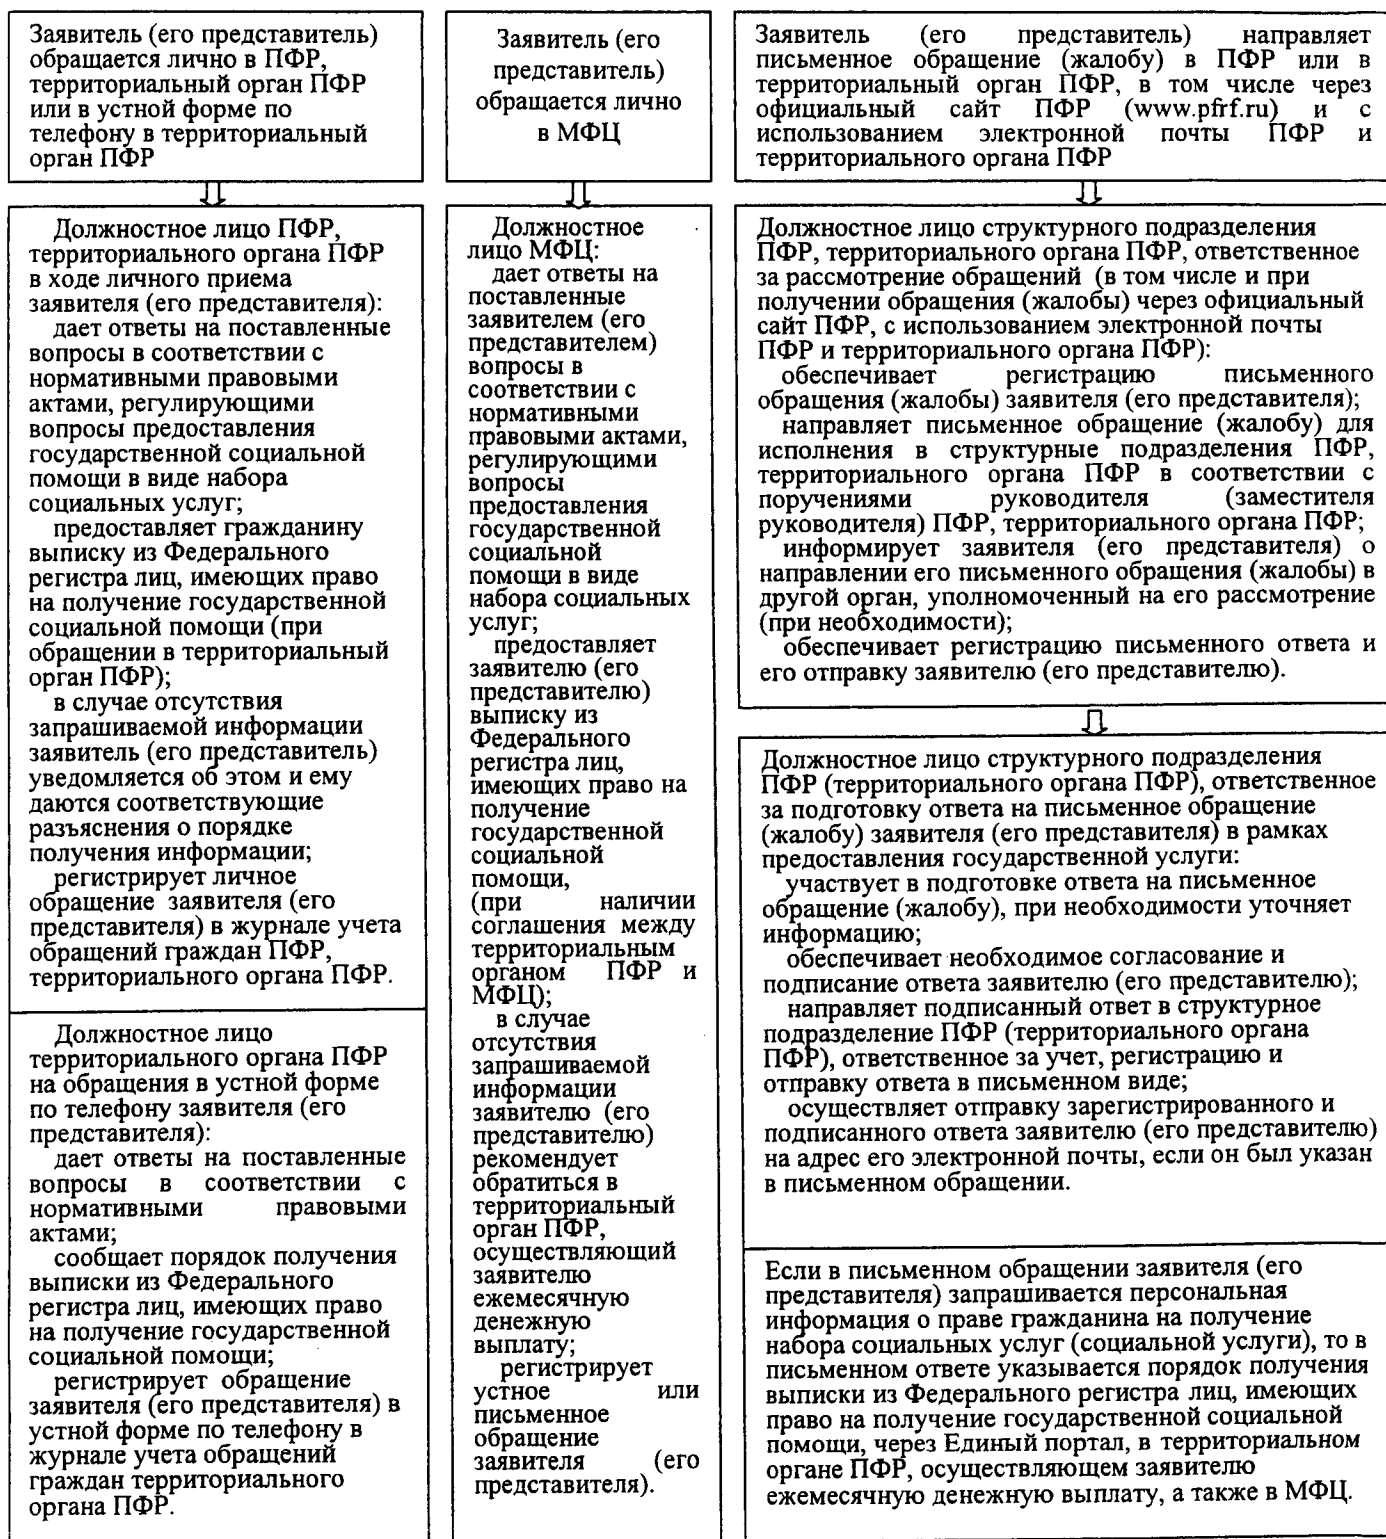 Заявитель (его представитель)
обращается лично в ПФР,
территориальный орган ПФР
или в устной форме по
телефону в территориальный
орган ПФР
Должностное лицо ПФР,
территориального органа ПФР
в ходе личного приема
заявителя (его представителя):
дает ответы на поставленные
вопросы в соответствии с
нормативными правовыми
актами, регулирующими
вопросы предоставления
государственной социальной
помощи в виде набора
социальных услуг;
предоставляет гражданину
выписку из Федерального
регистра лиц, имеющих право
на получение государственной
социальной помощи (при
обращении в территориальный
орган ПФР);
в случае отсутствия
запрашиваемой информации
заявитель (его представитель)
уведомляется об этом и ему
даются соответствующие
разъяснения о порядке
получения информации;
регистрирует личное
обращение заявителя (его
представителя) в журнале учета
обращений граждан ПФР,
территориального органа ПФР.
Должностное лицо
территориального органа ПФР
на обращения в устной форме
по телефону заявителя (его
представителя):
дает ответы на поставленные
вопросы в соответствии с
нормативными правовыми
актами;
сообщает порядок получения
выписки из Федерального
регистра лиц, имеющих право
на получение государственной
социальной помощи;
регистрирует обращение
заявителя (его представителя) в
устной форме по телефону в
журнале учета обращений
граждан территориального
органа ПФР.
Заявитель (его
представитель)
обращается лично
в МФЦ
Должностное
лицо МФЦ:
дает ответы на
поставленные
заявителем (его
представителем)
вопросы в
соответствии с
нормативными
правовыми актами,
регулирующими
вопросы
предоставления
государственной
социальной
помощи в виде
набора социальных
услуг;
предоставляет
заявителю (его
представителю)
выписку из
Федерального
регистра лиц,
имеющих право на
получение
государственной
социальной
помощи,
(при наличии
соглашения между
территориальным
органом ПФР и
МФЦ);
в случае
отсутствия
запрашиваемой
информации
заявителю (его
представителю)
рекомендует
обратиться в
территориальный
орган ПФР,
осуществляющий
заявителю
ежемесячную
денежную
выплату;
регистрирует
устное или
письменное
обращение
заявителя (его
представителя).
Заявитель (его представитель) направляет
письменное обращение (жалобу) в ПФР или в
территориальный орган ПФР, в том числе через
официальный сайт ПФР (www.pfrf.ru) и с
использованием электронной почты ПФР и
территориального органа ПФР
Должностное лицо структурного подразделения
ПФР, территориального органа ПФР, ответственное
за рассмотрение обращений (в том числе и при
получении обращения (жалобы) через официальный
сайт ПФР, с использованием электронной почты
ПФР и территориального органа ПФР):
обеспечивает регистрацию письменного
обращения (жалобы) заявителя (его представителя);
направляет письменное обращение (жалобу) для
исполнения в структурные подразделения ПФР,
территориального органа ПФР в соответствии с
поручениями руководителя (заместителя
руководителя) ПФР, территориального органа ПФР;
информирует заявителя (его представителя) о
направлении его письменного обращения (жалобы) в
другой орган, уполномоченный на его рассмотрение
(при необходимости);
обеспечивает регистрацию письменного ответа и
его отправку заявителю (его представителю).
Должностное лицо структурного подразделения
ПФР (территориального органа ПФР), ответственное
за подготовку ответа на письменное обращение
(жалобу) заявителя (его представителя) в рамках
предоставления государственной услуги:
участвует в подготовке ответа на письменное
обращение (жалобу), при необходимости уточняет
информацию;
обеспечивает необходимое согласование и
подписание ответа заявителю (его представителю);
направляет подписанный ответ в структурное
подразделение ПФР (территориального органа
ПФР), ответственное за учет, регистрацию и
отправку ответа в письменном виде;
осуществляет отправку зарегистрированного и
подписанного ответа заявителю (его представителю)
на адрес его электронной почты, если он был указан
в письменном обращении.
Если в письменном обращении заявителя (его
представителя) запрашивается персональная
информация о праве гражданина на получение
набора социальных услуг (социальной услуги), то в
письменном ответе указывается порядок получения
выписки из Федерального регистра лиц, имеющих
право на получение государственной социальной
помощи, через Единый портал, в территориальном
органе ПФР, осуществляющем заявителю
ежемесячную денежную выплату, а также в МФЦ.